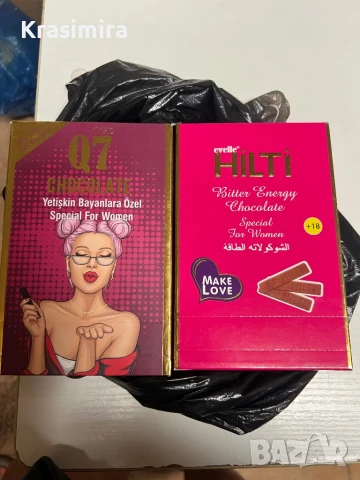 Krasimira
GOLD
Q7
CHOCOLATE
Yetişkin Bayanlara Özel
Special For Women
evelle
HILTi
Bitter Energy
Chocolate
Special
For Women
الشوكولاته الطاقة
+18
MAKE
LOVE
BAZAR